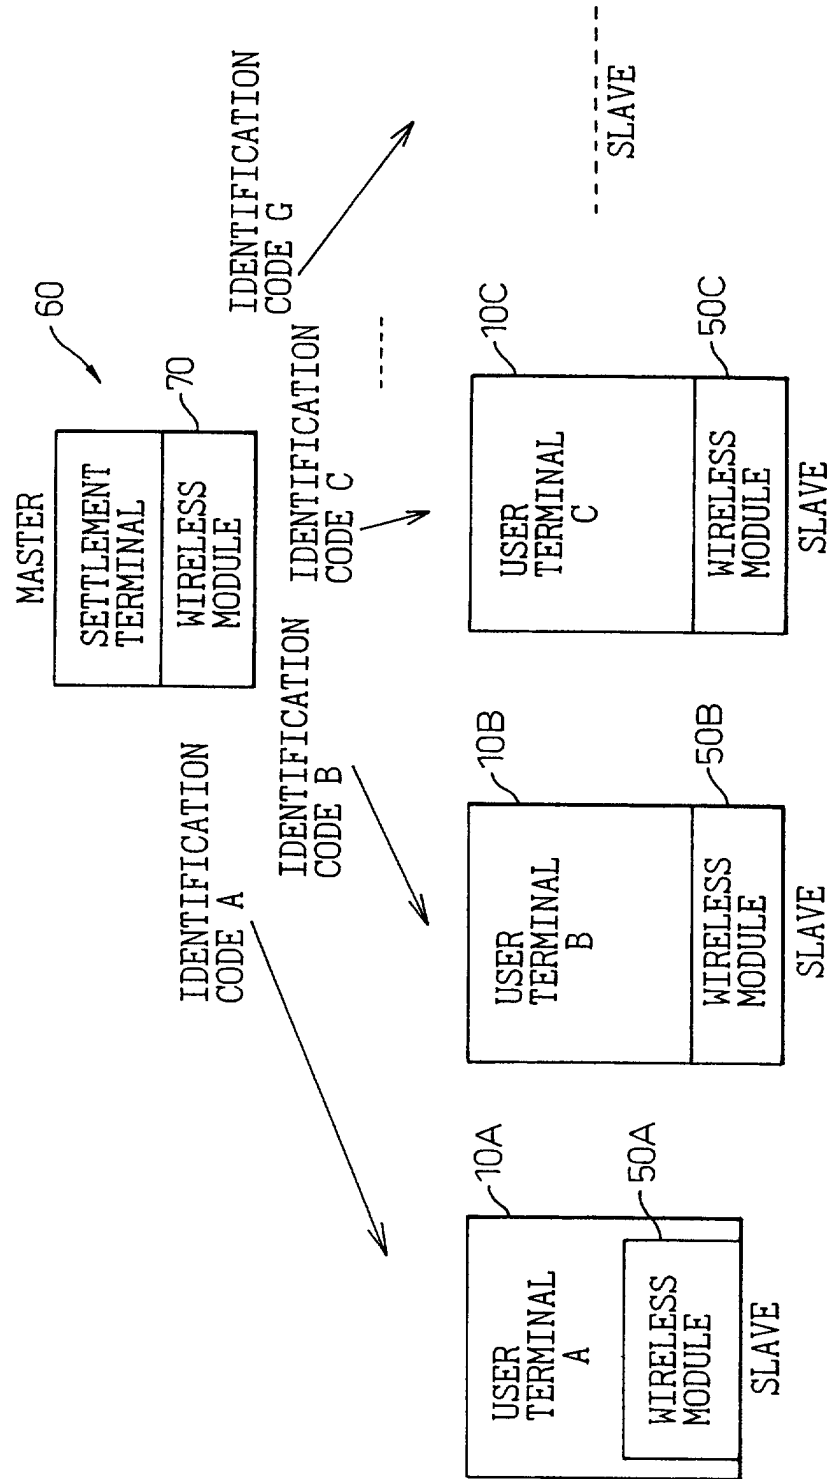 MASTER
60
SETTLEMENT
TERMINAL
WIRELESS
MODULE
70
IDENTIFICATION
CODE A
IDENTIFICATION
CODE B
IDENTIFICATION
CODE C
IDENTIFICATION
CODE G
USER
TERMINAL
A
10A
WIRELESS
MODULE
50A
SLAVE
USER
TERMINAL
B
10B
WIRELESS
MODULE
50B
SLAVE
USER
TERMINAL
C
10C
WIRELESS
MODULE
50C
SLAVE
SLAVE